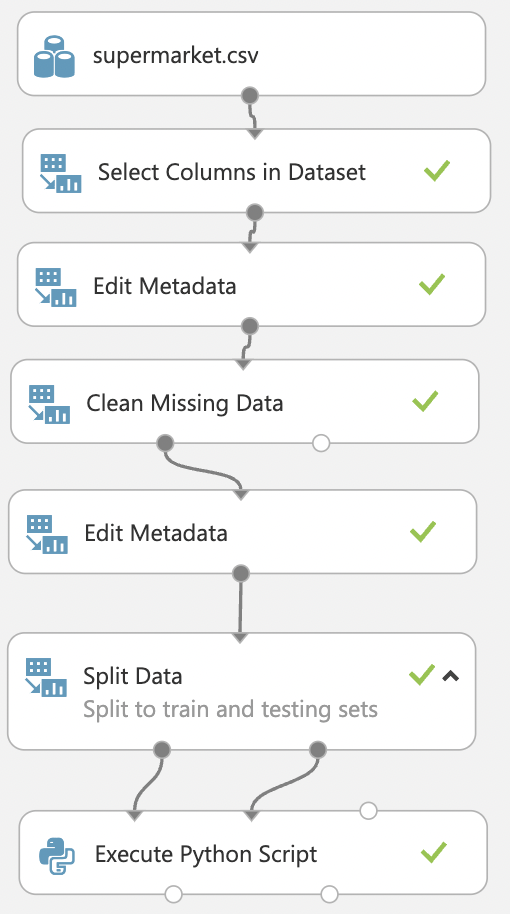 supermarket.csv
Select Columns in Dataset
Edit Metadata
Clean Missing Data
Edit Metadata
Split Data
Split to train and testing sets
Execute Python Script